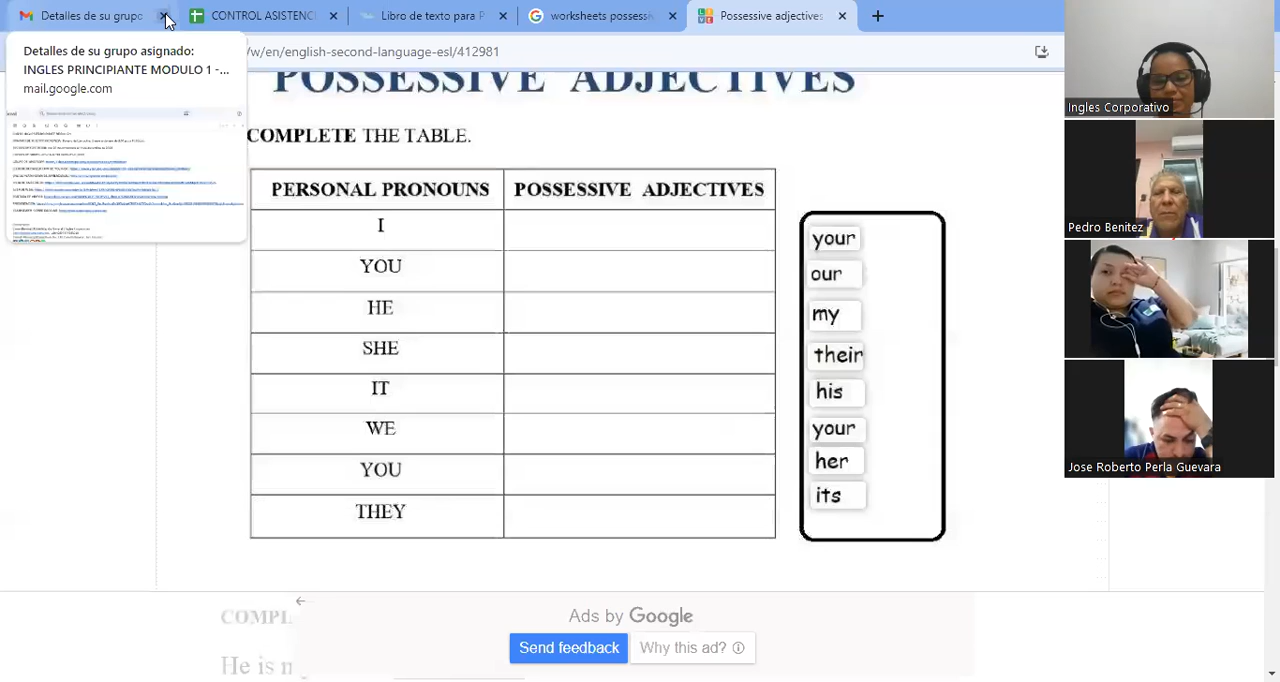 Detalles de su grupo
CONTROL ASISTENCI
Libro de texto para P
worksheets possess
Possessive adjectives
Detalles de su grupo asignado:
INGLES PRINCIPIANTE MODULO 1 -...
mail.google.com
/w/en/english-second-language-esl/412981
POSSESSIVE ADJECTIVES
COMPLETE THE TABLE
PERSONAL PRONOUNS
I
YOU
HE
SHE
IT
WE
YOU
THEY
your
our
my
their
his
your
her
its
Ads by Google
Send feedback
Why this ad?
He is
Ingles Corporativo
Pedro Benitez
Jose Roberto Perla Guevara